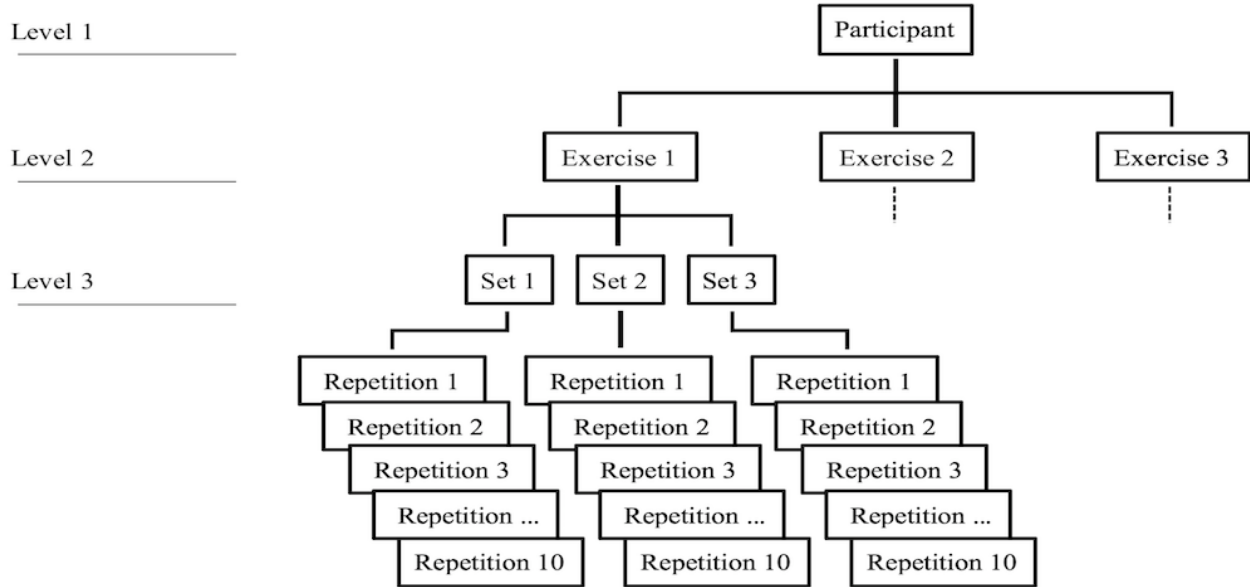 Level 1
Participant
Level 2
Exercise 1
Exercise 2
Exercise 3
Level 3
Set 1
Set 2
Set 3
Repetition 1
Repetition 1
Repetition 1
Repetition 2
Repetition 2
Repetition 2
Repetition 3
Repetition 3
Repetition 3
Repetition ...
Repetition ...
Repetition ...
Repetition 10
Repetition 10
Repetition 10